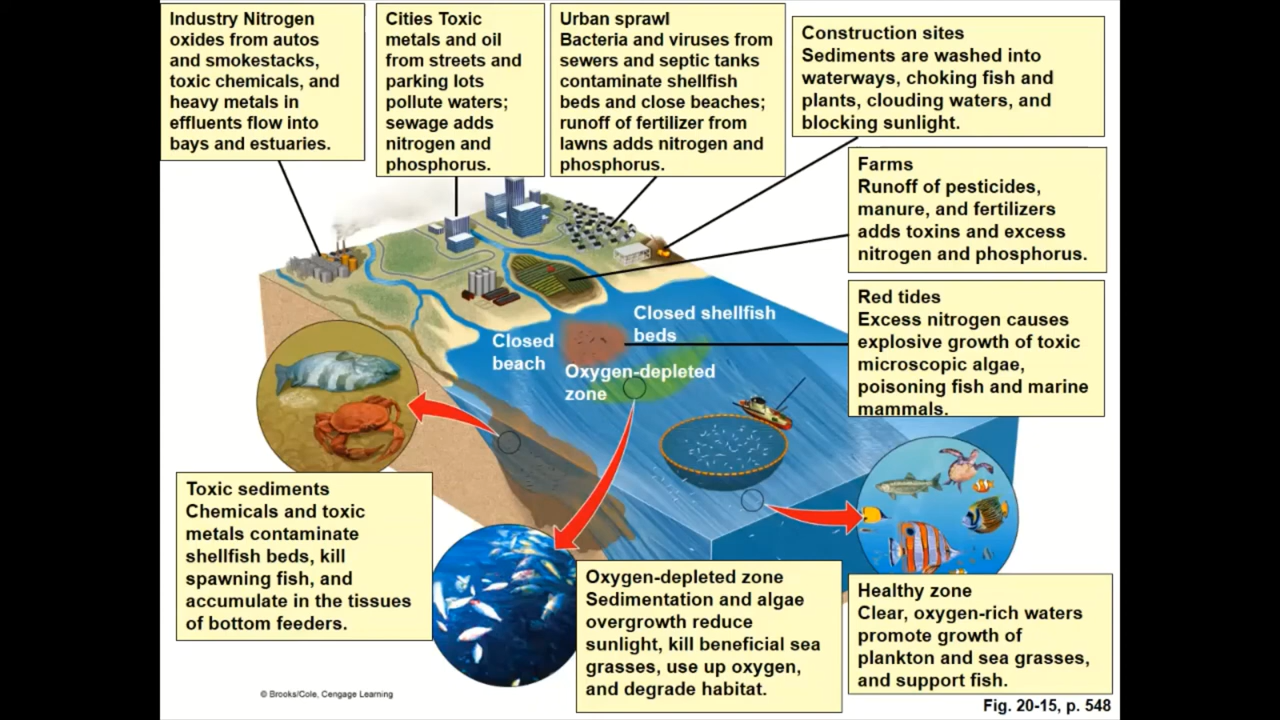 Industry Nitrogen
oxides from autos
and smokestacks,
toxic chemicals, and
heavy metals in
effluents flow into
bays and estuaries.
Cities Toxic
metals and oil
from streets and
parking lots
pollute waters;
sewage adds
nitrogen and
phosphorus.
Urban sprawl
Bacteria and viruses from
sewers and septic tanks
contaminate shellfish
beds and close beaches;
runoff of fertilizer from
lawns adds nitrogen and
phosphorus.
Construction sites
Sediments are washed into
waterways, choking fish and
plants, clouding waters, and
blocking sunlight.
Farms
Runoff of pesticides,
manure, and fertilizers
adds toxins and excess
nitrogen and phosphorus.
Red tides
Excess nitrogen causes
explosive growth of toxic
microscopic algae,
poisoning fish and marine
mammals.
Closed shellfish
beds
Closed
beach
Oxygen-depleted
zone
Toxic sediments
Chemicals and toxic
metals contaminate
shellfish beds, kill
spawning fish, and
accumulate in the tissues
of bottom feeders.
Oxygen-depleted zone
Sedimentation and algae
overgrowth reduce
sunlight, kill beneficial sea
grasses, use up oxygen,
and degrade habitat.
Healthy zone
Clear, oxygen-rich waters
promote growth of
plankton and sea grasses,
and support fish.
© Brooks/Cole, Cengage Learning
Fig. 20-15, p. 548